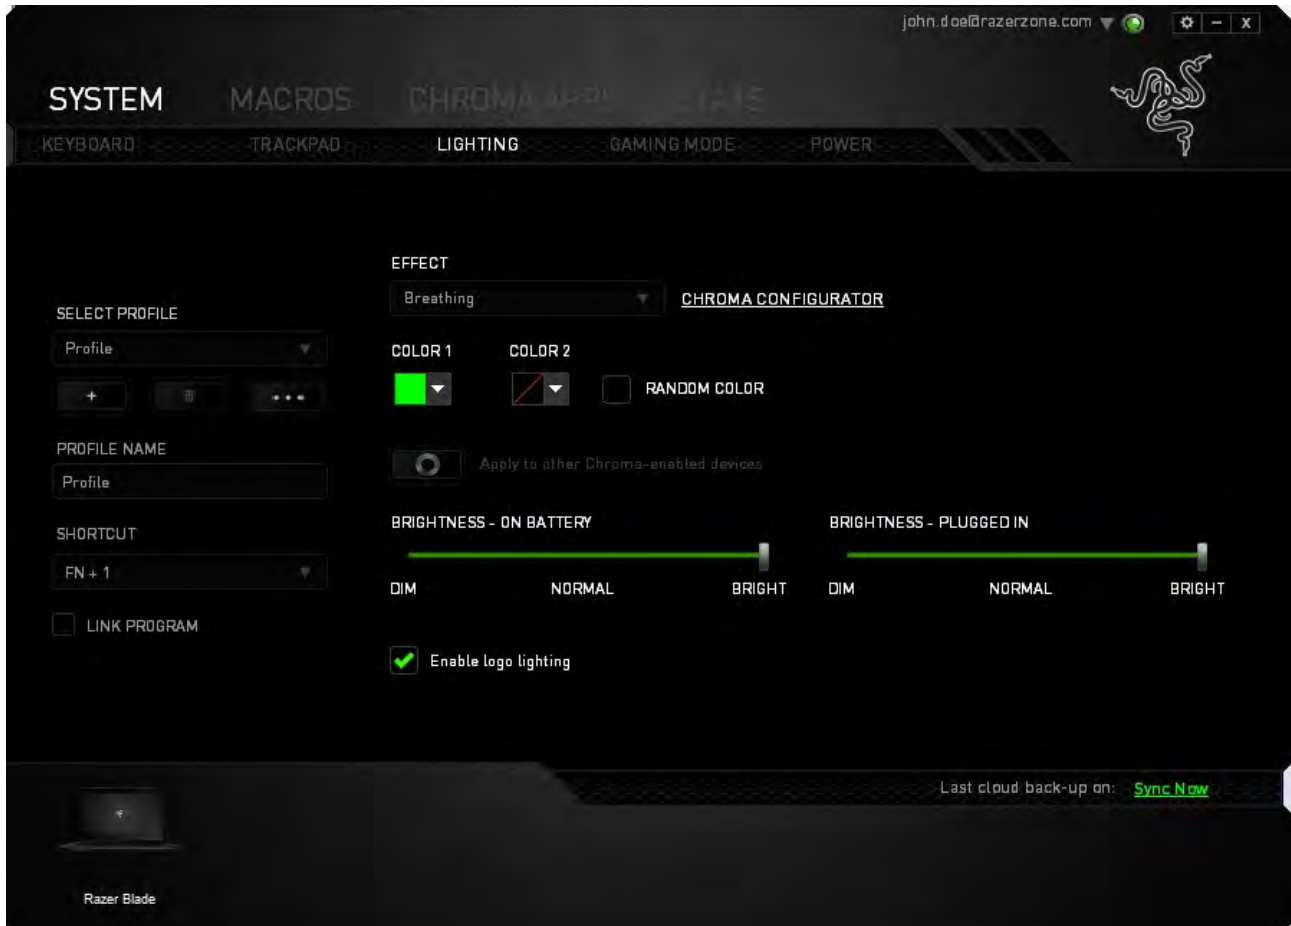 john.doe@razerzone.com
SYSTEM
MACROS
CHROMA APPS
STATS
KEYBOARD
TRACKPAD
LIGHTING
GAMING MODE
POWER
SELECT PROFILE
Profile
PROFILE NAME
Profile
SHORTCUT
FN + 1
LINK PROGRAM
EFFECT
Breathing
CHROMA CONFIGURATOR
COLOR 1
COLOR 2
RANDOM COLOR
Apply to other Chroma-enabled devices
BRIGHTNESS - ON BATTERY
DIM
NORMAL
BRIGHT
BRIGHTNESS - PLUGGED IN
DIM
NORMAL
BRIGHT
Enable logo lighting
Last cloud back-up on: Sync Now
Razer Blade